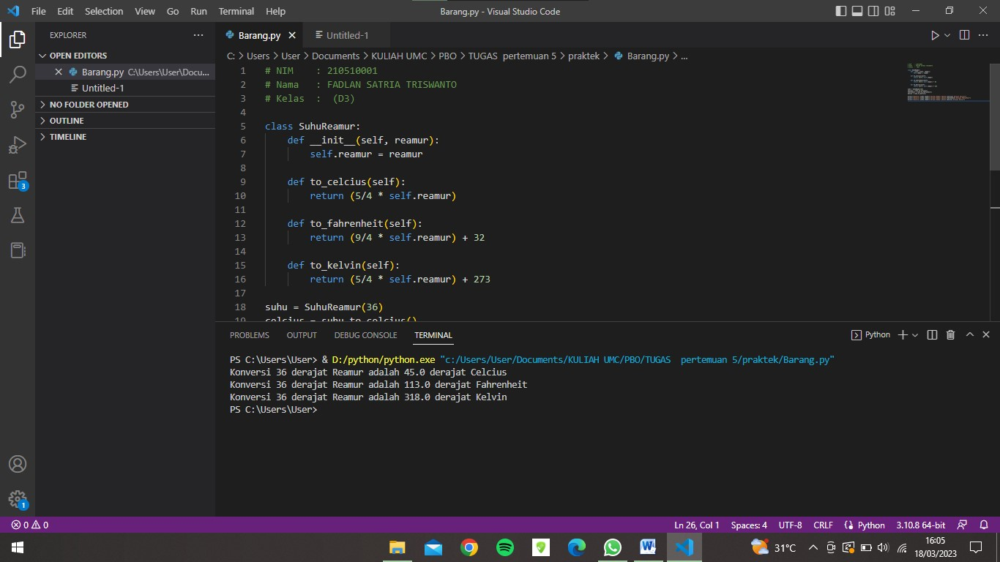 File Edit Selection View Go Run Terminal Help
Barang.py - Visual Studio Code
EXPLORER
OPEN EDITORS
Barang.py C:\Users\User\Docu...
Untitled-1
NO FOLDER OPENED
OUTLINE
TIMELINE
3
1
Barang.py
Untitled-1
C: > Users > User > Documents > KULIAH UMC > PBO > TUGAS  pertemuan 5 > praktek > Barang.py > ...
1 # NIM    : 210510001
2 # Nama   : FADLAN SATRIA TRISWANTO
3 # Kelas  :  (D3)
4
5 class SuhuReamur:
6     def __init__(self, reamur):
7         self.reamur = reamur
8
9     def to_celcius(self):
10         return (5/4 * self.reamur)
11
12     def to_fahrenheit(self):
13         return (9/4 * self.reamur) + 32
14
15     def to_kelvin(self):
16         return (5/4 * self.reamur) + 273
17
18 suhu = SuhuReamur(36)
19 celcius = suhu.to_celcius()
PROBLEMS OUTPUT DEBUG CONSOLE TERMINAL
Python
PS C:\Users\User> & D:/python/python.exe "c:/Users/User/Documents/KULIAH UMC/PBO/TUGAS  pertemuan 5/praktek/Barang.py"
Konversi 36 derajat Reamur adalah 45.0 derajat Celcius
Konversi 36 derajat Reamur adalah 113.0 derajat Fahrenheit
Konversi 36 derajat Reamur adalah 318.0 derajat Kelvin
PS C:\Users\User>
0 0
Ln 26, Col 1 Spaces: 4 UTF-8 CRLF Python 3.10.8 64-bit
31°C
16:05
18/03/2023